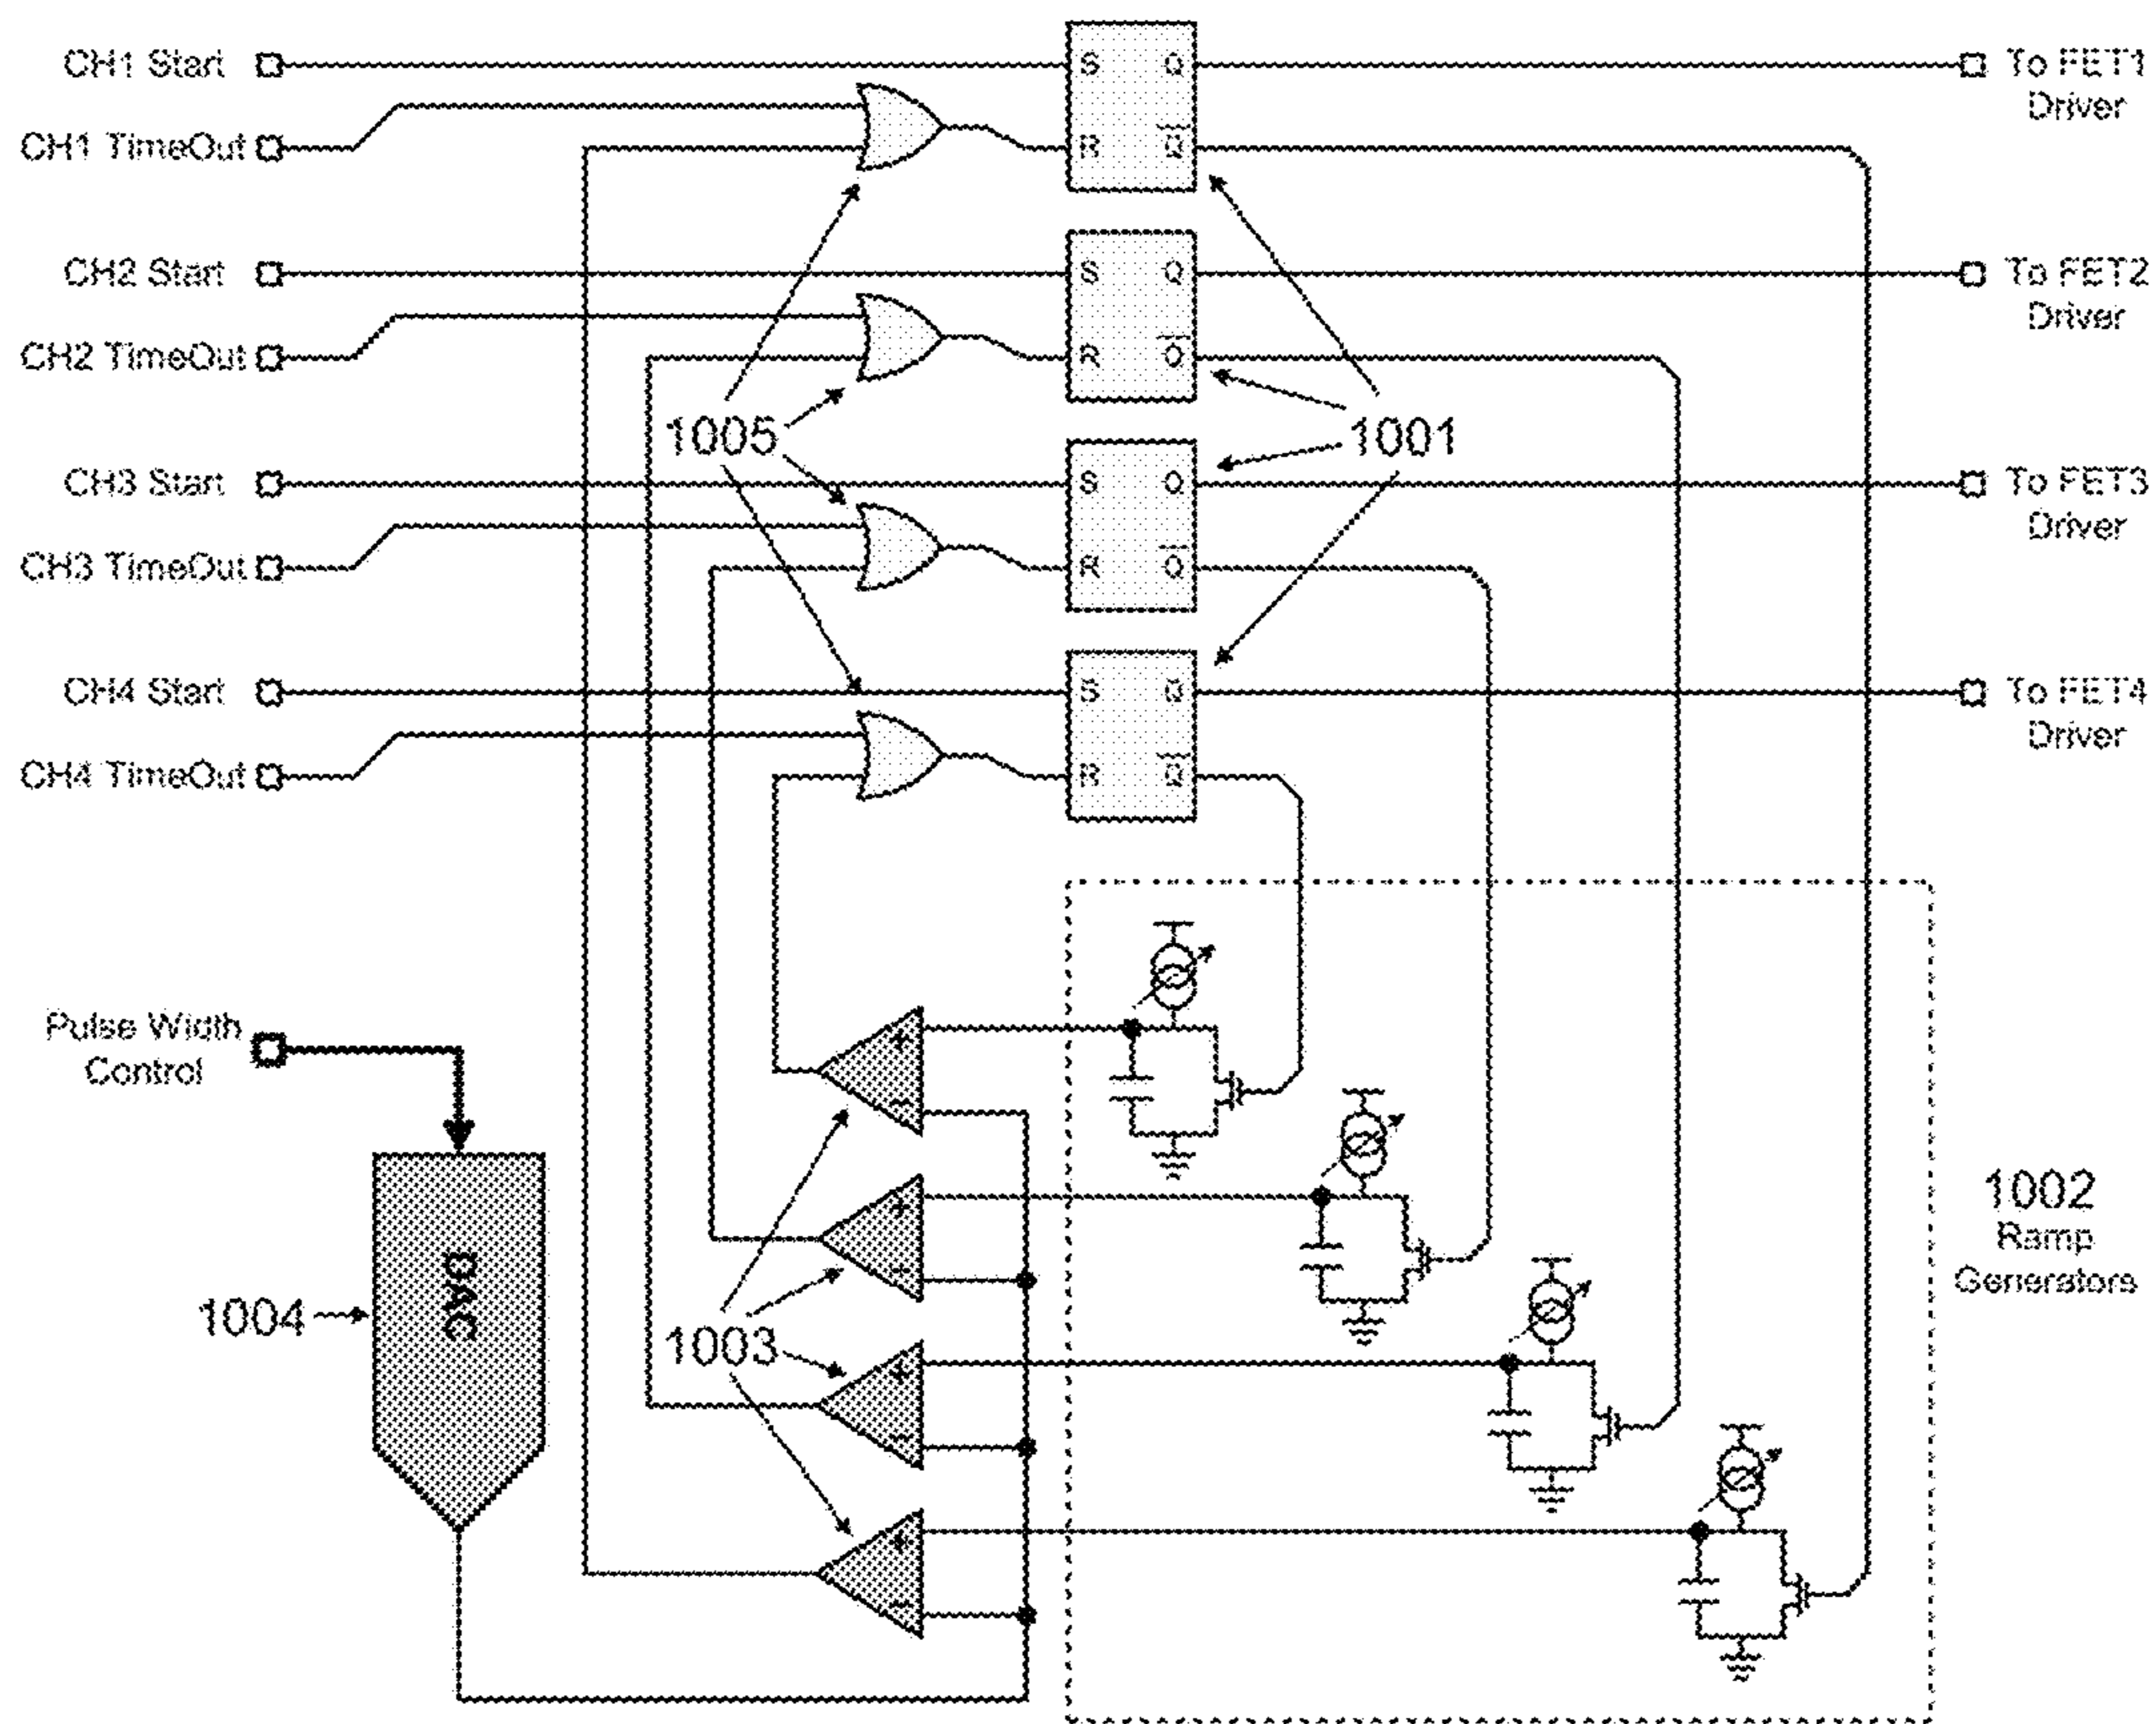 CH1 Start
S
Q
To FET1
Driver
CH1 TimeOut
R
Q
CH2 Start
S
Q
To FET2
Driver
CH2 TimeOut
R
Q
1005
1001
CH3 Start
S
Q
To FET3
Driver
CH3 TimeOut
R
Q
CH4 Start
S
Q
To FET4
Driver
CH4 TimeOut
R
Q
Pulse Width
Control
+
−
+
−
1002
Ramp
Generators
DAC
1004
1003
+
−
+
−